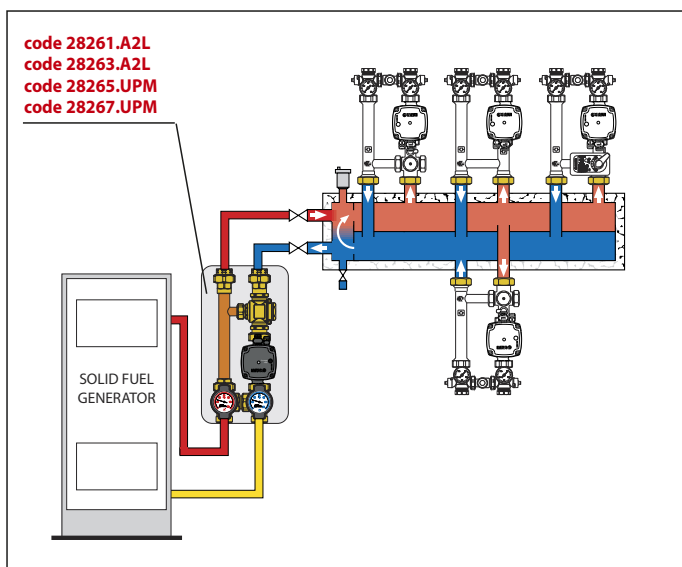 code 28261.A2L
code 28263.A2L
code 28265.UPM
code 28267.UPM
SOLID FUEL
GENERATOR